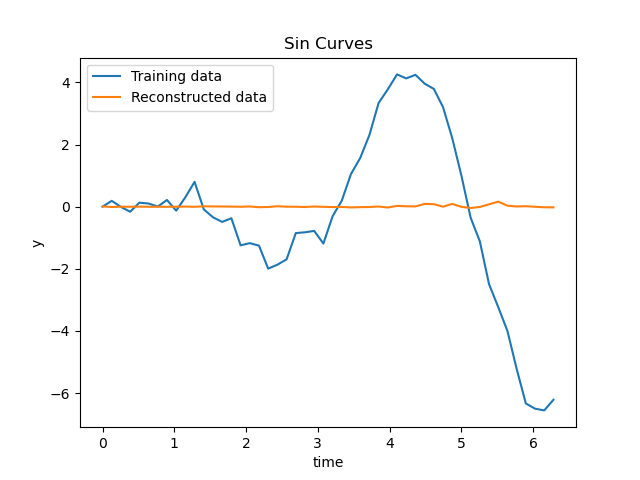 Sin Curves
Training data
Reconstructed data
4
2
0
−2
−4
−6
y
0 1 2 3 4 5 6
time